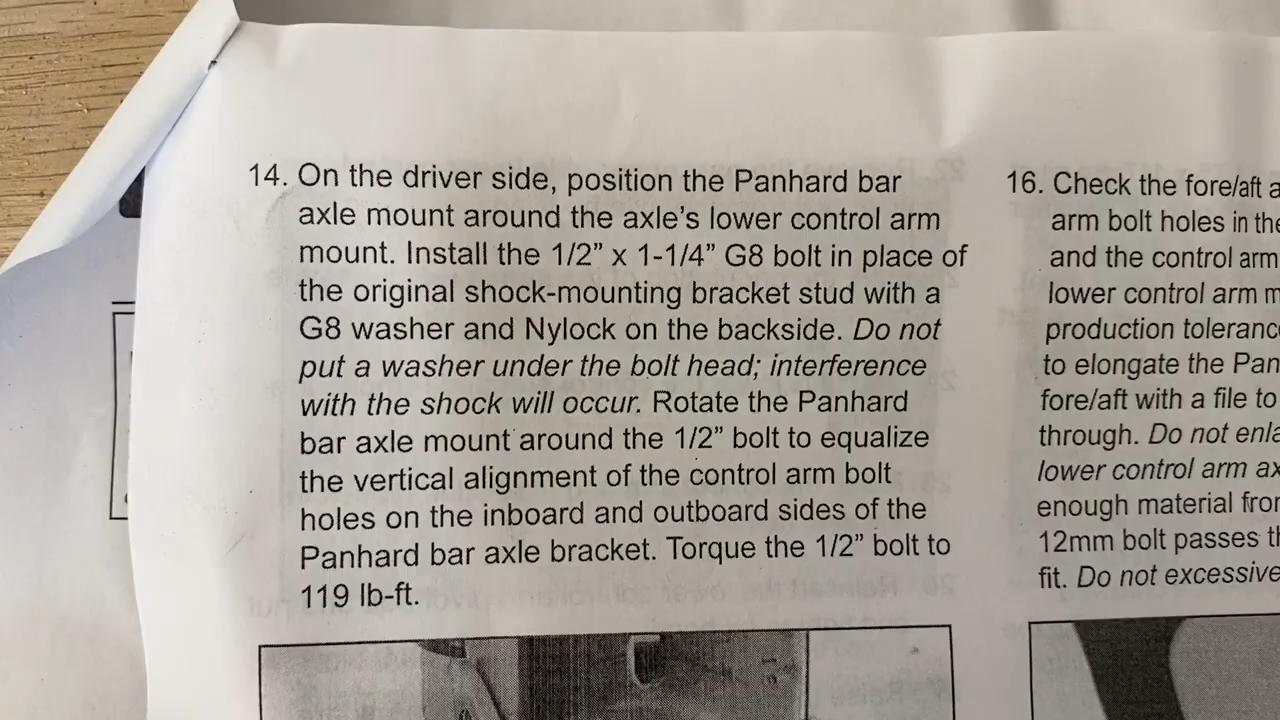 14. On the driver side, position the Panhard bar
axle mount around the axle's lower control arm
mount. Install the 1/2” x 1-1/4” G8 bolt in place of
the original shock-mounting bracket stud with a
G8 washer and Nylock on the backside. Do not
put a washer under the bolt head; interference
with the shock will occur. Rotate the Panhard
bar axle mount around the 1/2” bolt to equalize
the vertical alignment of the control arm bolt
holes on the inboard and outboard sides of the
Panhard bar axle bracket. Torque the 1/2” bolt to
119 lb-ft.
16. Check the fore/aft
arm bolt holes in the
and the control arm
lower control arm
production
to elongate the
fore/aft with a file to
through. Do not
lower control arm
enough material
12mm bolt passes
fit. Do not